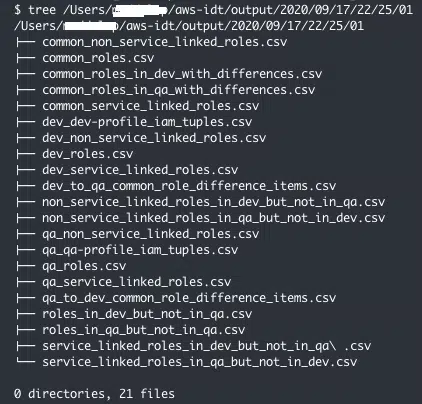 $ tree /Users/ /aws-idt/output/2020/09/17/22/25/01
/Users/ /aws-idt/output/2020/09/17/22/25/01
├── common_non_service_linked_roles.csv
├── common_roles.csv
├── common_roles_in_dev_with_differences.csv
├── common_roles_in_qa_with_differences.csv
├── common_service_linked_roles.csv
├── dev_dev-profile_iam_tuples.csv
├── dev_non_service_linked_roles.csv
├── dev_roles.csv
├── dev_service_linked_roles.csv
├── dev_to_qa_common_role_difference_items.csv
├── non_service_linked_roles_in_dev_but_not_in_qa.csv
├── non_service_linked_roles_in_qa_but_not_in_dev.csv
├── qa_non_service_linked_roles.csv
├── qa_qa-profile_iam_tuples.csv
├── qa_roles.csv
├── qa_service_linked_roles.csv
├── qa_to_dev_common_role_difference_items.csv
├── roles_in_dev_but_not_in_qa.csv
├── roles_in_qa_but_not_in_qa.csv
├── service_linked_roles_in_dev_but_not_in_qa\ .csv
└── service_linked_roles_in_qa_but_not_in_dev.csv
0 directories, 21 files